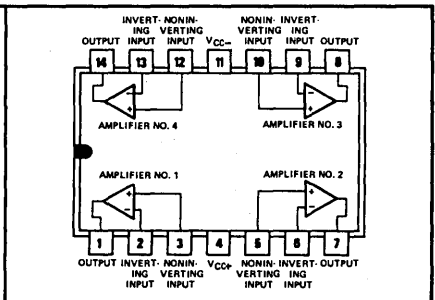 INVERT- NONIN- NONIN- INVERT-
ING VERTING VERTING ING
OUTPUT INPUT INPUT VCC− INPUT INPUT OUTPUT
14 13 12 11 10 9 8
− + + −
AMPLIFIER NO. 4 AMPLIFIER NO. 3
AMPLIFIER NO. 1 AMPLIFIER NO. 2
+ − + −
1 2 3 4 5 6 7
OUTPUT INVERT- NONIN- VCC+ NONIN- INVERT- OUTPUT
ING VERTING VERTING ING
INPUT INPUT INPUT INPUT